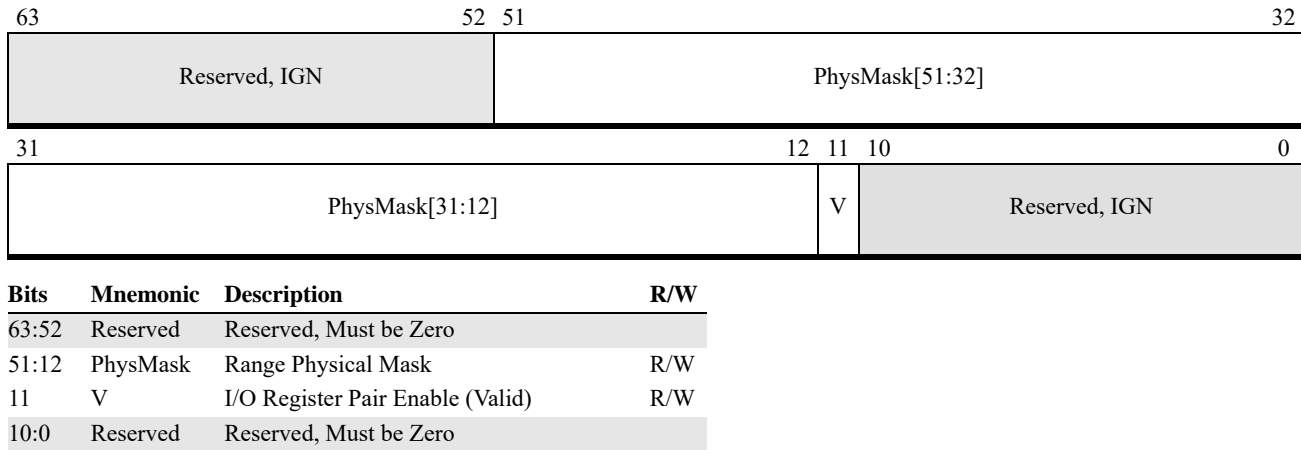 63 52 51 32
Reserved, IGN PhysMask[51:32]
31 12 11 10 0
PhysMask[31:12] V Reserved, IGN
Bits Mnemonic Description R/W
63:52 Reserved Reserved, Must be Zero
51:12 PhysMask Range Physical Mask R/W
11 V I/O Register Pair Enable (Valid) R/W
10:0 Reserved Reserved, Must be Zero